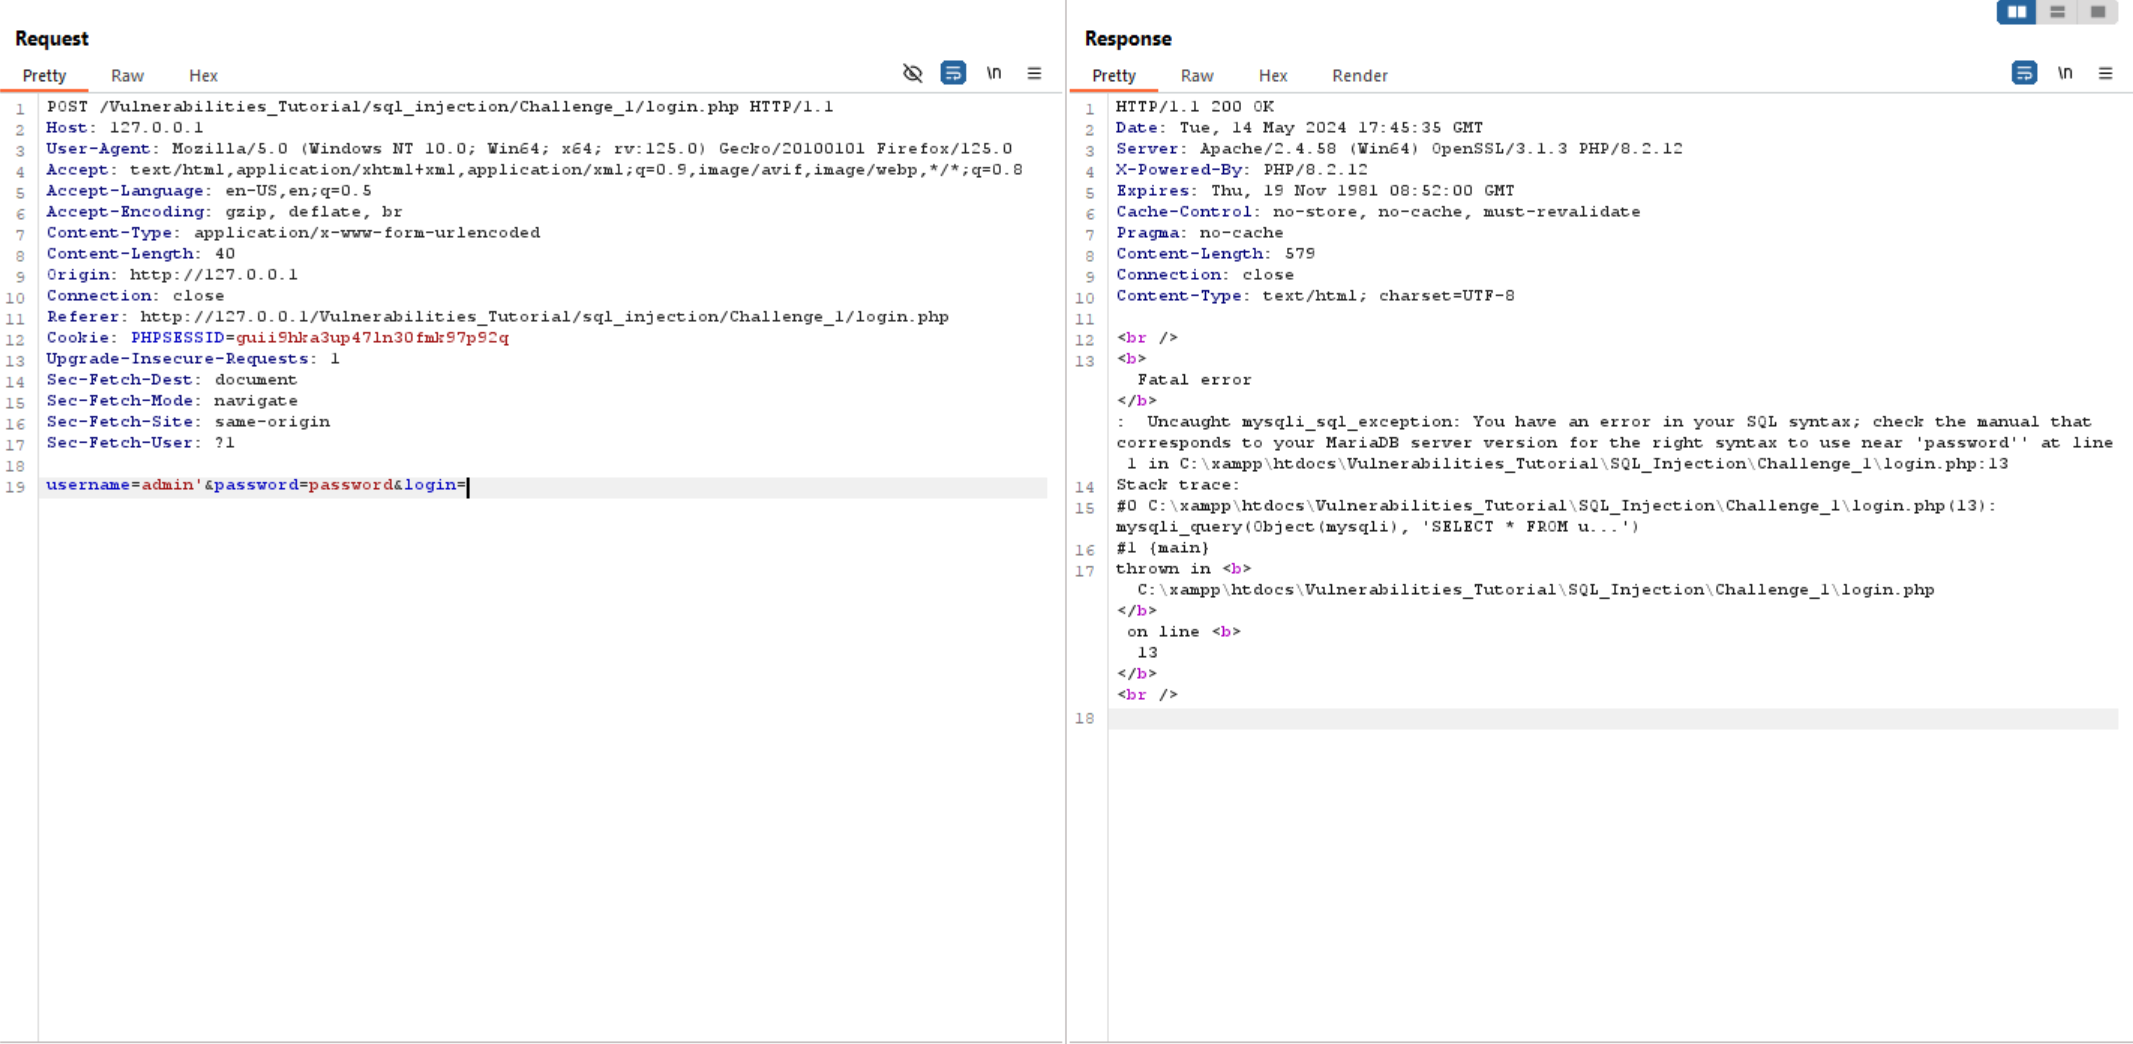 Request
Pretty Raw Hex \n
1 POST /Vulnerabilities_Tutorial/sql_injection/Challenge_1/login.php HTTP/1.1
2 Host: 127.0.0.1
3 User-Agent: Mozilla/5.0 (Windows NT 10.0; Win64; x64; rv:125.0) Gecko/20100101 Firefox/125.0
4 Accept: text/html,application/xhtml+xml,application/xml;q=0.9,image/avif,image/webp,*/*;q=0.8
5 Accept-Language: en-US,en;q=0.5
6 Accept-Encoding: gzip, deflate, br
7 Content-Type: application/x-www-form-urlencoded
8 Content-Length: 40
9 Origin: http://127.0.0.1
10 Connection: close
11 Referer: http://127.0.0.1/Vulnerabilities_Tutorial/sql_injection/Challenge_1/login.php
12 Cookie: PHPSESSID=guii9hka3up47ln30fmk97p92q
13 Upgrade-Insecure-Requests: 1
14 Sec-Fetch-Dest: document
15 Sec-Fetch-Mode: navigate
16 Sec-Fetch-Site: same-origin
17 Sec-Fetch-User: ?1
18
19 username=admin'&password=password&login=
Response
Pretty Raw Hex Render \n
1 HTTP/1.1 200 OK
2 Date: Tue, 14 May 2024 17:45:35 GMT
3 Server: Apache/2.4.58 (Win64) OpenSSL/3.1.3 PHP/8.2.12
4 X-Powered-By: PHP/8.2.12
5 Expires: Thu, 19 Nov 1981 08:52:00 GMT
6 Cache-Control: no-store, no-cache, must-revalidate
7 Pragma: no-cache
8 Content-Length: 579
9 Connection: close
10 Content-Type: text/html; charset=UTF-8
11
12 <br />
13 <b>
Fatal error
</b>
: Uncaught mysqli_sql_exception: You have an error in your SQL syntax; check the manual that
corresponds to your MariaDB server version for the right syntax to use near 'password'' at line
1 in C:\xampp\htdocs\Vulnerabilities_Tutorial\SQL_Injection\Challenge_1\login.php:13
14 Stack trace:
15 #0 C:\xampp\htdocs\Vulnerabilities_Tutorial\SQL_Injection\Challenge_1\login.php(13):
mysqli_query(Object(mysqli), 'SELECT * FROM u...')
16 #1 {main}
17 thrown in <b>
C:\xampp\htdocs\Vulnerabilities_Tutorial\SQL_Injection\Challenge_1\login.php
</b>
on line <b>
13
</b>
<br />
18